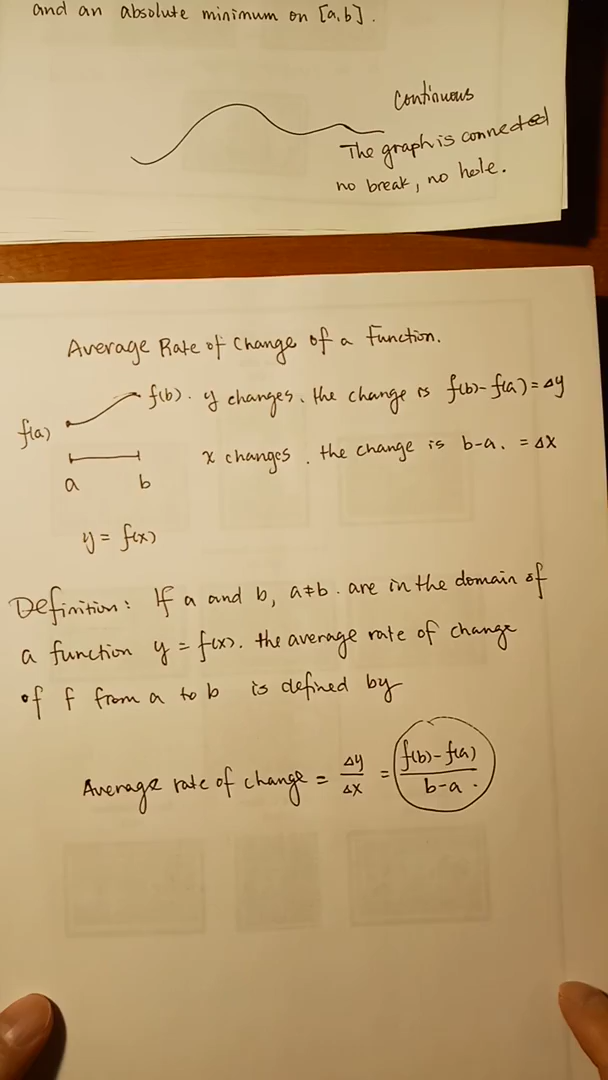 and an absolute minimum on [a,b].
Continuous
The graph is connected
no break, no hole.
Average Rate of Change of a Function.
f(a) f(b). y changes. the change is f(b)-f(a) = Δy
x changes. the change is b-a. = Δx
a b
y = f(x)
Definition: If a and b, a≠b. are in the domain of
a function y = f(x). the average rate of change
of f from a to b is defined by
Average rate of change = Δy/Δx = f(b)-f(a)/b-a.